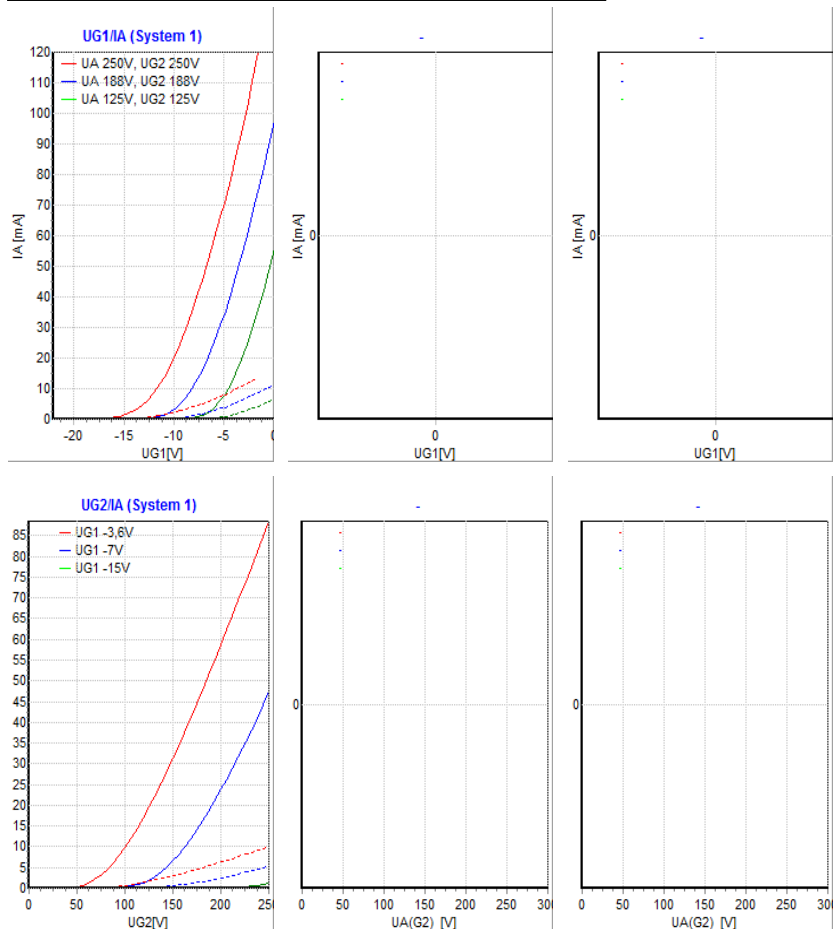 UG1/IA (System 1)
-
-
120
110
100
90
80
70
60
50
40
30
20
10
0
IA [mA]
UA 250V, UG2 250V
UA 188V, UG2 188V
UA 125V, UG2 125V
-20 -15 -10 -5
UG1[V]
IA [mA]
0
0
UG1[V]
IA [mA]
0
0
UG1[V]
UG2/IA (System 1)
-
-
85
80
75
70
65
60
55
50
45
40
35
30
25
20
15
10
5
0
UG1 -3,6V
UG1 -7V
UG1 -15V
0 50 100 150 200 250
UG2[V]
0
0 50 100 150 200 250 300
UA(G2) [V]
0
0 50 100 150 200 250 300
UA(G2) [V]